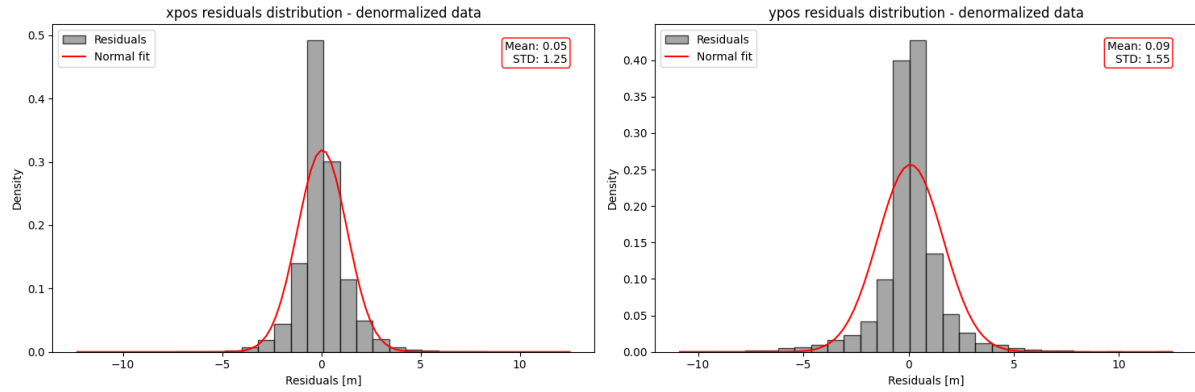 xpos residuals distribution - denormalized data
Residuals
Normal fit
Mean: 0.05
STD: 1.25
0.5
0.4
0.3
0.2
0.1
0.0
Density
−10
−5
0
5
10
Residuals [m]
ypos residuals distribution - denormalized data
Residuals
Normal fit
Mean: 0.09
STD: 1.55
0.40
0.35
0.30
0.25
0.20
0.15
0.10
0.05
0.00
Density
−10
−5
0
5
10
Residuals [m]